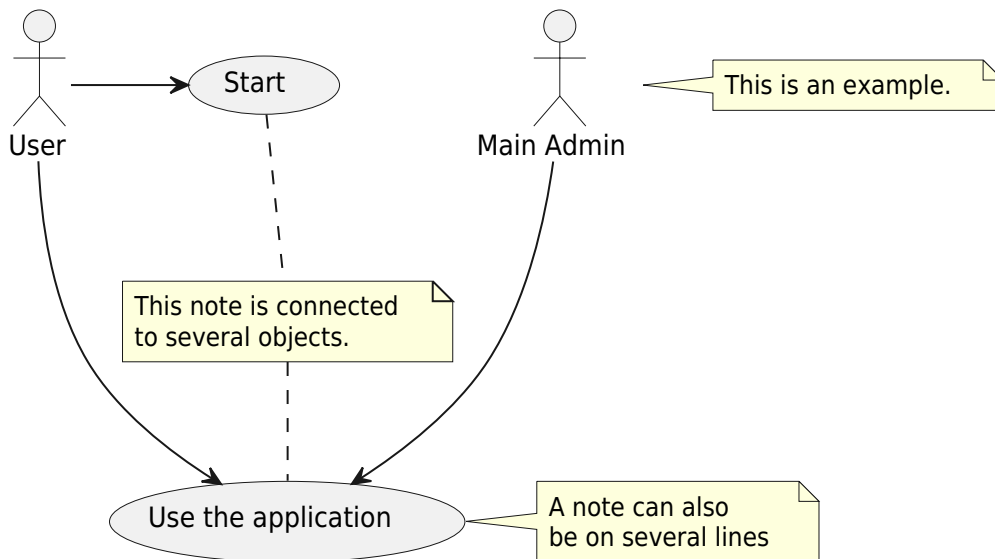 Start
This is an example.
User
Main Admin
This note is connected
to several objects.
Use the application
A note can also
be on several lines